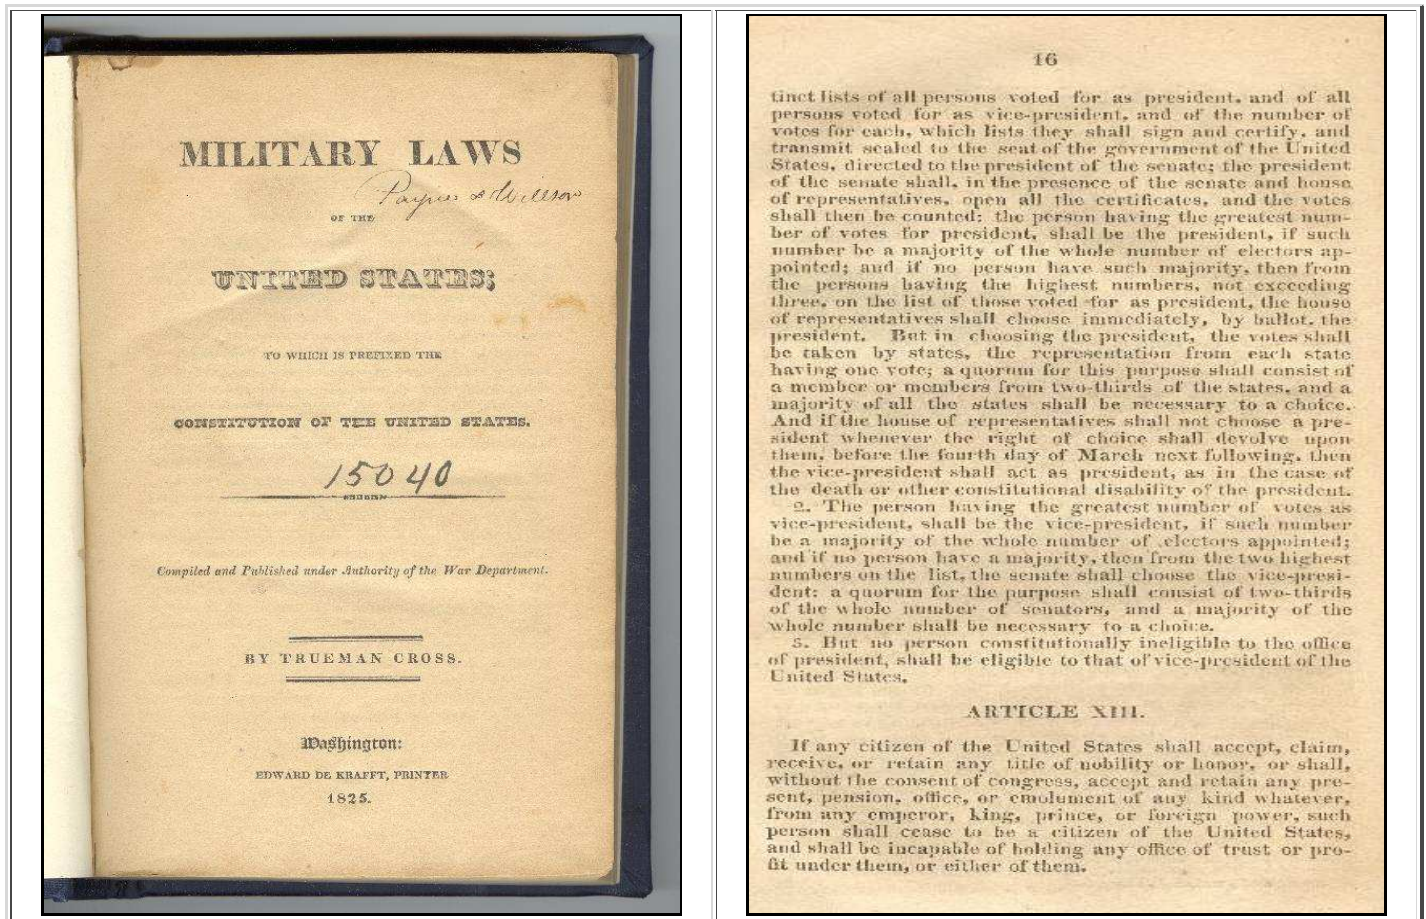 MILITARY LAWS
Payne & Willson
OF THE
UNITED STATES;
TO WHICH IS PREFIXED THE
CONSTITUTION OF THE UNITED STATES.
15040
Compiled and Published under Authority of the War Department.
BY TRUEMAN CROSS.
Washington:
EDWARD DE KRAFFT, PRINTER
1825.
16
tinct lists of all persons voted for as president, and of all
persons voted for as vice-president, and of the number of
votes for each, which lists they shall sign and certify, and
transmit sealed to the seat of the government of the United
States, directed to the president of the senate; the president
of the senate shall, in the presence of the senate and house
of representatives, open all the certificates, and the votes
shall then be counted: the person having the greatest num-
ber of votes for president, shall be the president, if such
number be a majority of the whole number of electors ap-
pointed; and if no person have such majority, then from
the persons having the highest numbers, not exceeding
three, on the list of those voted for as president, the house
of representatives shall choose immediately, by ballot, the
president. But in choosing the president, the votes shall
be taken by states, the representation from each state
having one vote; a quorum for this purpose shall consist of
a member or members from two-thirds of the states, and a
majority of all the states shall be necessary to a choice.
And if the house of representatives shall not choose a pre-
sident whenever the right of choice shall devolve upon
them, before the fourth day of March next following, then
the vice-president shall act as president, as in the case of
the death or other constitutional disability of the president.
2. The person having the greatest number of votes as
vice-president, shall be the vice-president, if such number
be a majority of the whole number of electors appointed;
and if no person have a majority, then from the two highest
numbers on the list, the senate shall choose the vice-presi-
dent: a quorum for the purpose shall consist of two-thirds
of the whole number of senators, and a majority of the
whole number shall be necessary to a choice.
3. But no person constitutionally ineligible to the office
of president, shall be eligible to that of vice-president of the
United States.
ARTICLE XIII.
If any citizen of the United States shall accept, claim,
receive, or retain any title of nobility or honor, or shall,
without the consent of congress, accept and retain any pre-
sent, pension, office, or emolument of any kind whatever,
from any emperor, king, prince, or foreign power, such
person shall cease to be a citizen of the United States,
and shall be incapable of holding any office of trust or pro-
fit under them, or either of them.